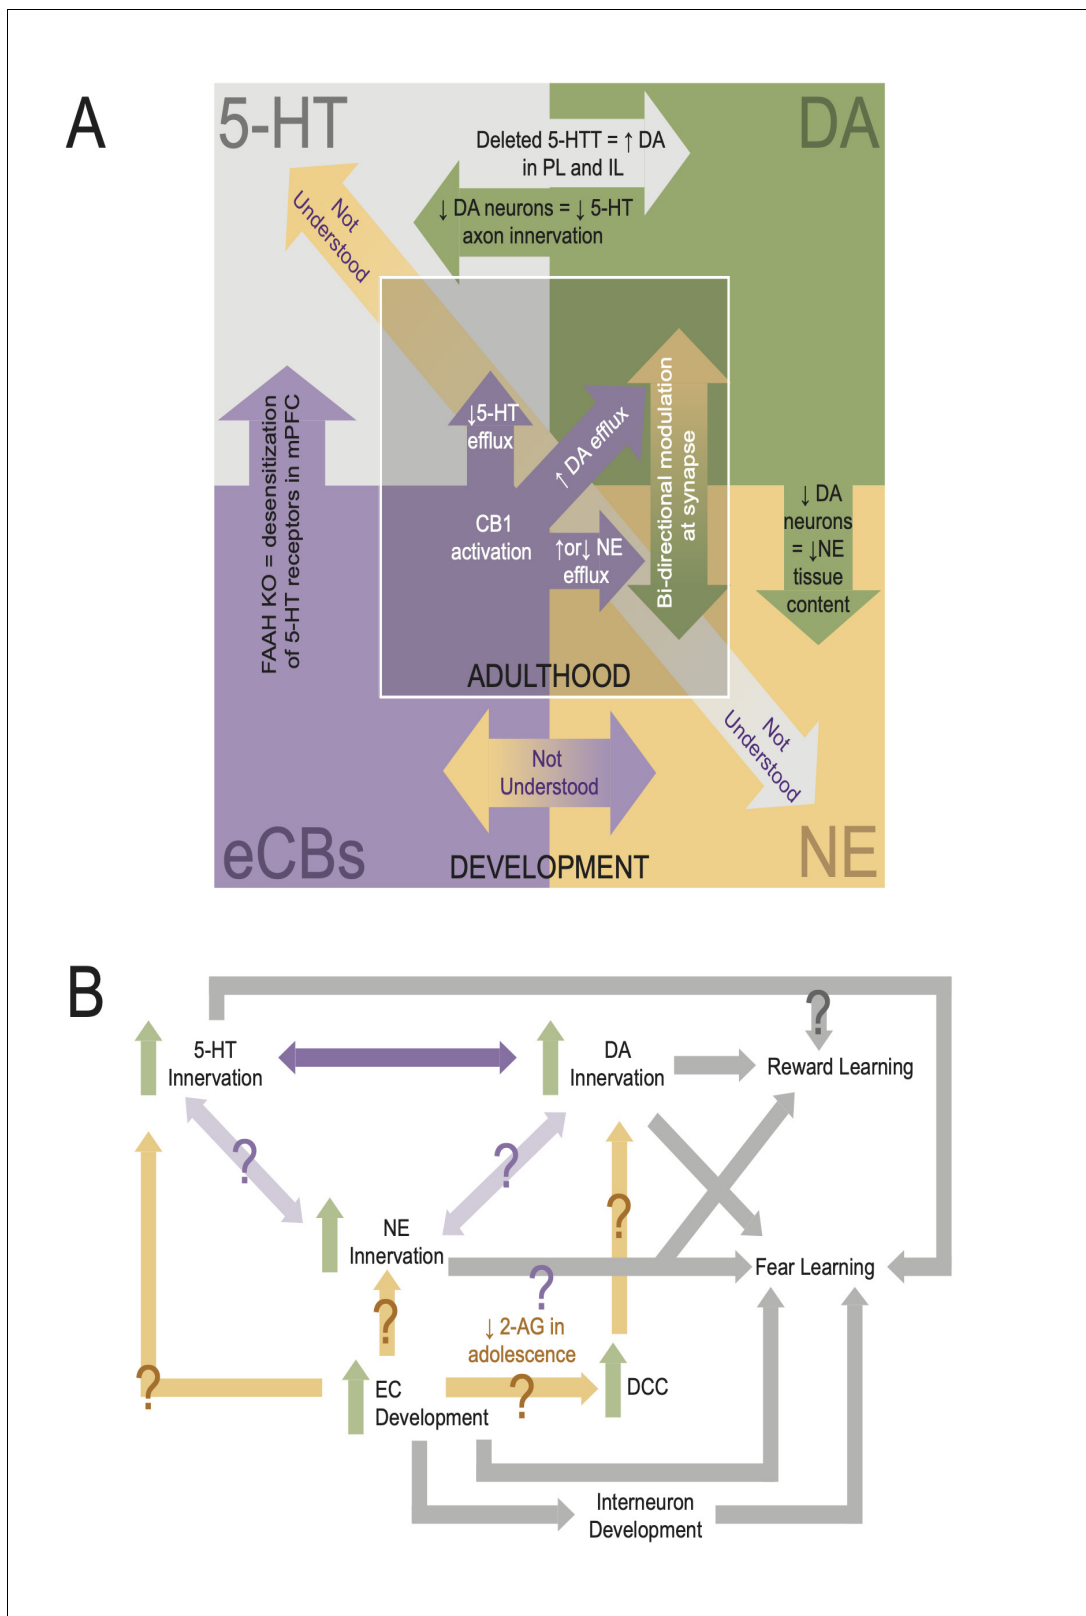 A
5-HT
DA
Deleted 5-HTT = ↑ DA
in PL and IL
↓ DA neurons = ↓ 5-HT
axon innervation
Not
Understood
FAAH KO = desensitization
of 5-HT receptors in mPFC
↓5-HT
efflux
↑ DA efflux
CB1
activation
↑or↓ NE
efflux
Bi-directional modulation
at synapse
↓ DA
neurons
= ↓NE
tissue
content
ADULTHOOD
Not
Understood
Not
Understood
eCBs
NE
DEVELOPMENT
B
?
5-HT
Innervation
DA
Innervation
Reward Learning
?
?
?
NE
Innervation
Fear Learning
?
?
↓ 2-AG in
adolescence
?
?
EC
Development
DCC
Interneuron
Development